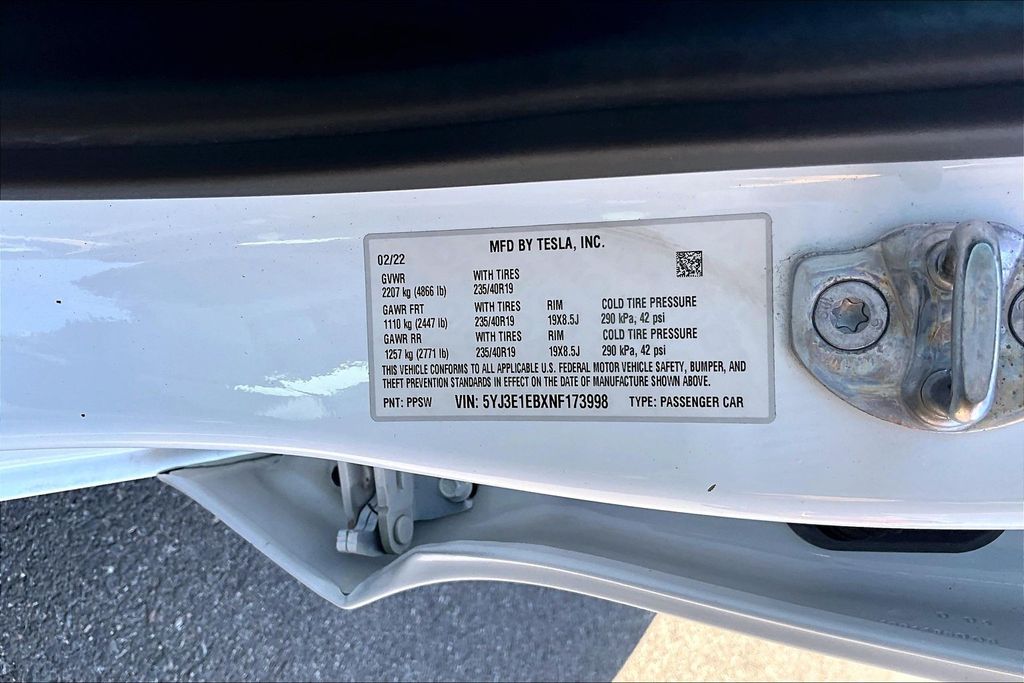 MFD BY TESLA, INC.
02/22
GVWR WITH TIRES
2207 kg (4866 lb) 235/40R19
GAWR FRT WITH TIRES RIM COLD TIRE PRESSURE
1110 kg (2447 lb) 235/40R19 19X8.5J 290 kPa, 42 psi
GAWR RR WITH TIRES RIM COLD TIRE PRESSURE
1257 kg (2771 lb) 235/40R19 19X8.5J 290 kPa, 42 psi
THIS VEHICLE CONFORMS TO ALL APPLICABLE U.S. FEDERAL MOTOR VEHICLE SAFETY, BUMPER, AND
THEFT PREVENTION STANDARDS IN EFFECT ON THE DATE OF MANUFACTURE SHOWN ABOVE.
PNT: PPSW VIN: 5YJ3E1EBXNF173998 TYPE: PASSENGER CAR